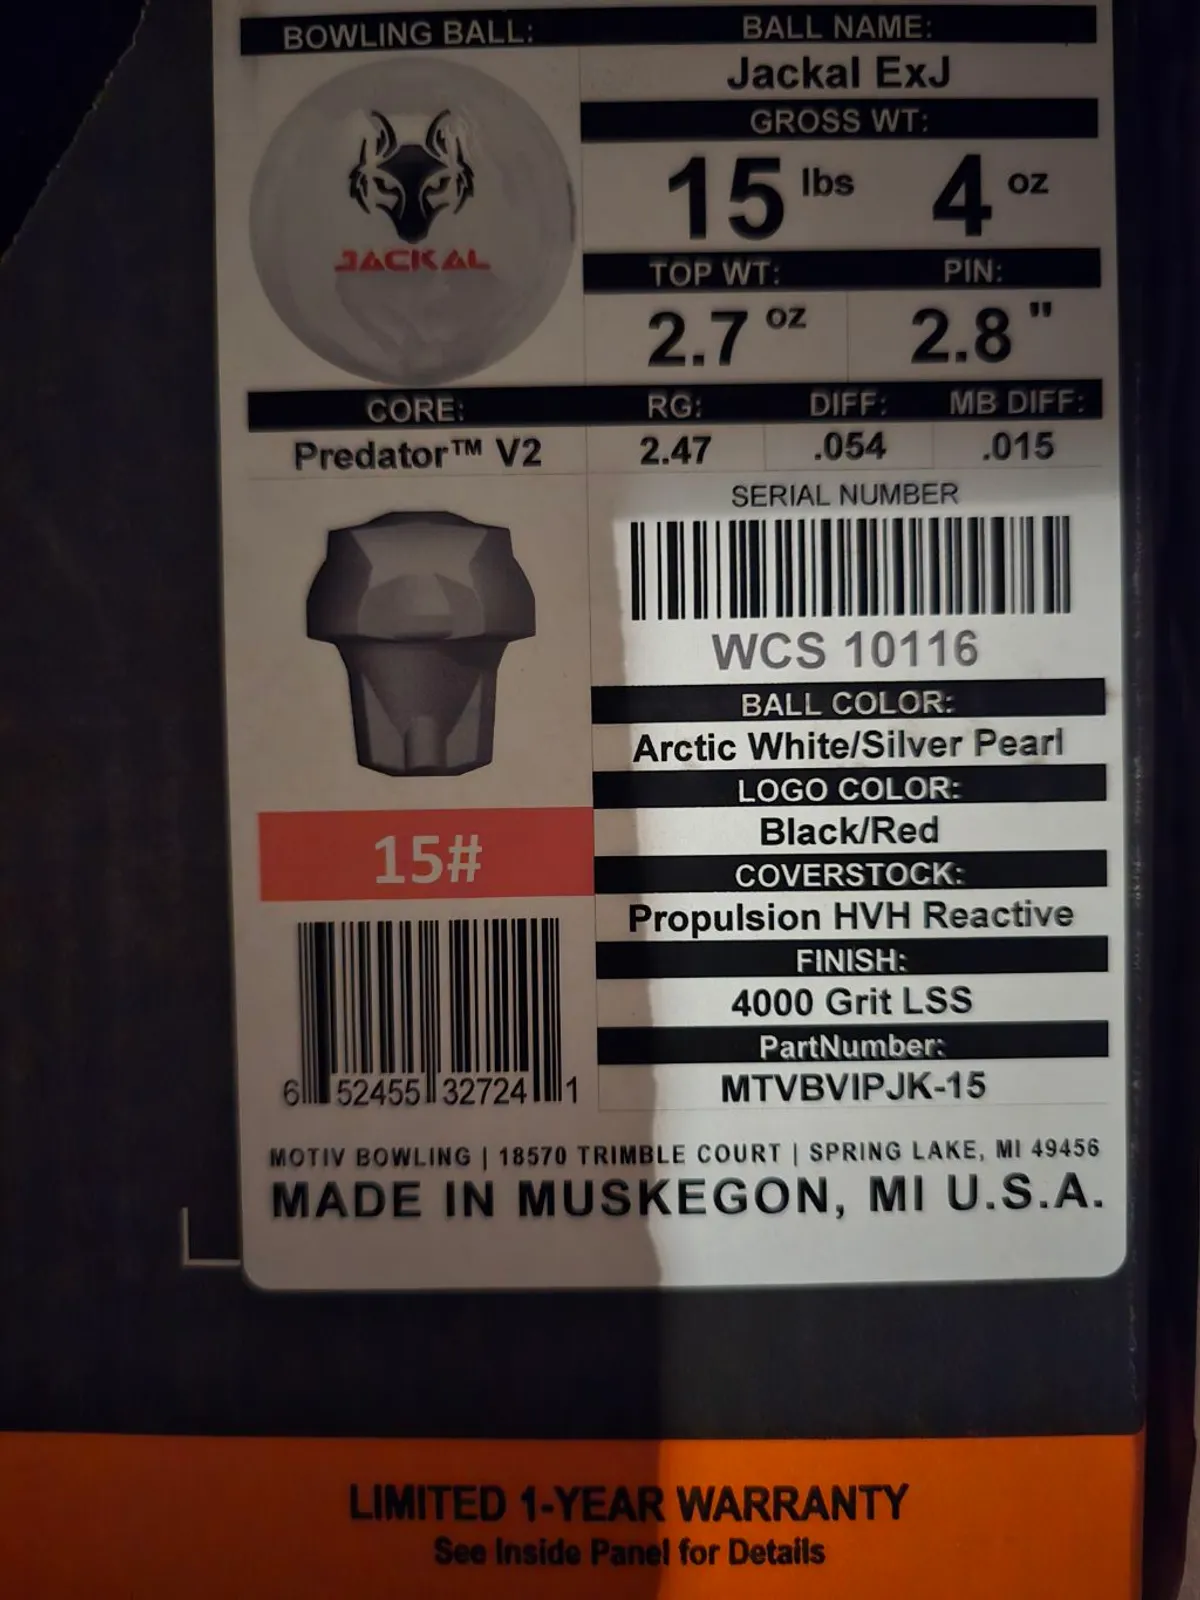 BOWLING BALL:
BALL NAME:
Jackal ExJ
GROSS WT:
15 lbs 4 oz
JACKAL
TOP WT: PIN:
2.7 oz 2.8"
CORE: RG: DIFF: MB DIFF:
Predator™ V2 2.47 .054 .015
SERIAL NUMBER
WCS 10116
BALL COLOR:
Arctic White/Silver Pearl
LOGO COLOR:
Black/Red
COVERSTOCK:
Propulsion HVH Reactive
FINISH:
4000 Grit LSS
PartNumber:
MTVBVIPJK-15
15#
6 52455 32724 1
MOTIV BOWLING | 18570 TRIMBLE COURT | SPRING LAKE, MI 49456
MADE IN MUSKEGON, MI U.S.A.
LIMITED 1-YEAR WARRANTY
See Inside Panel for Details